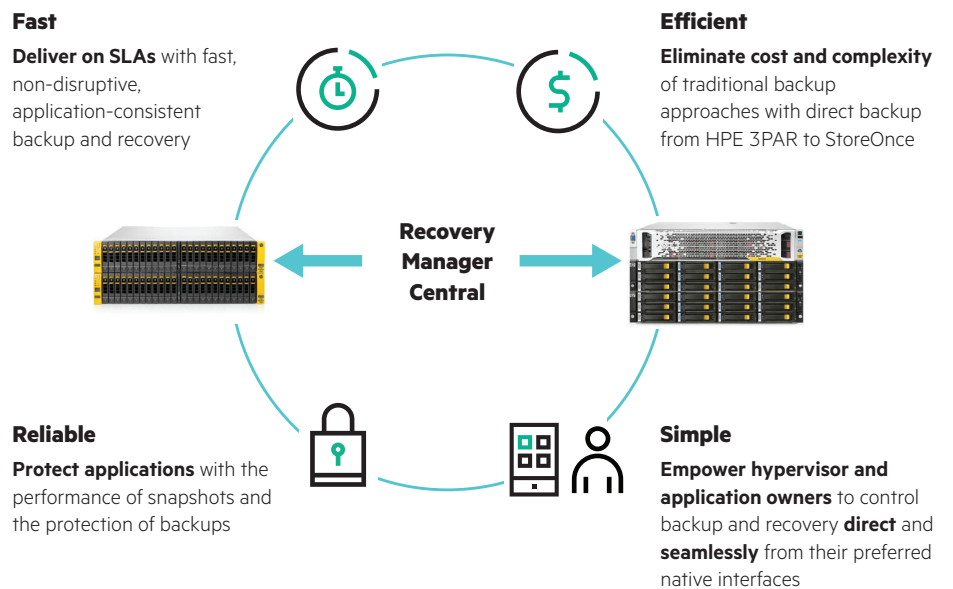 Fast
Deliver on SLAs with fast,
non-disruptive,
application-consistent
backup and recovery
Efficient
Eliminate cost and complexity
of traditional backup
approaches with direct backup
from HPE 3PAR to StoreOnce
Recovery
Manager
Central
Reliable
Protect applications with the
performance of snapshots and
the protection of backups
Simple
Empower hypervisor and
application owners to control
backup and recovery direct and
seamlessly from their preferred
native interfaces